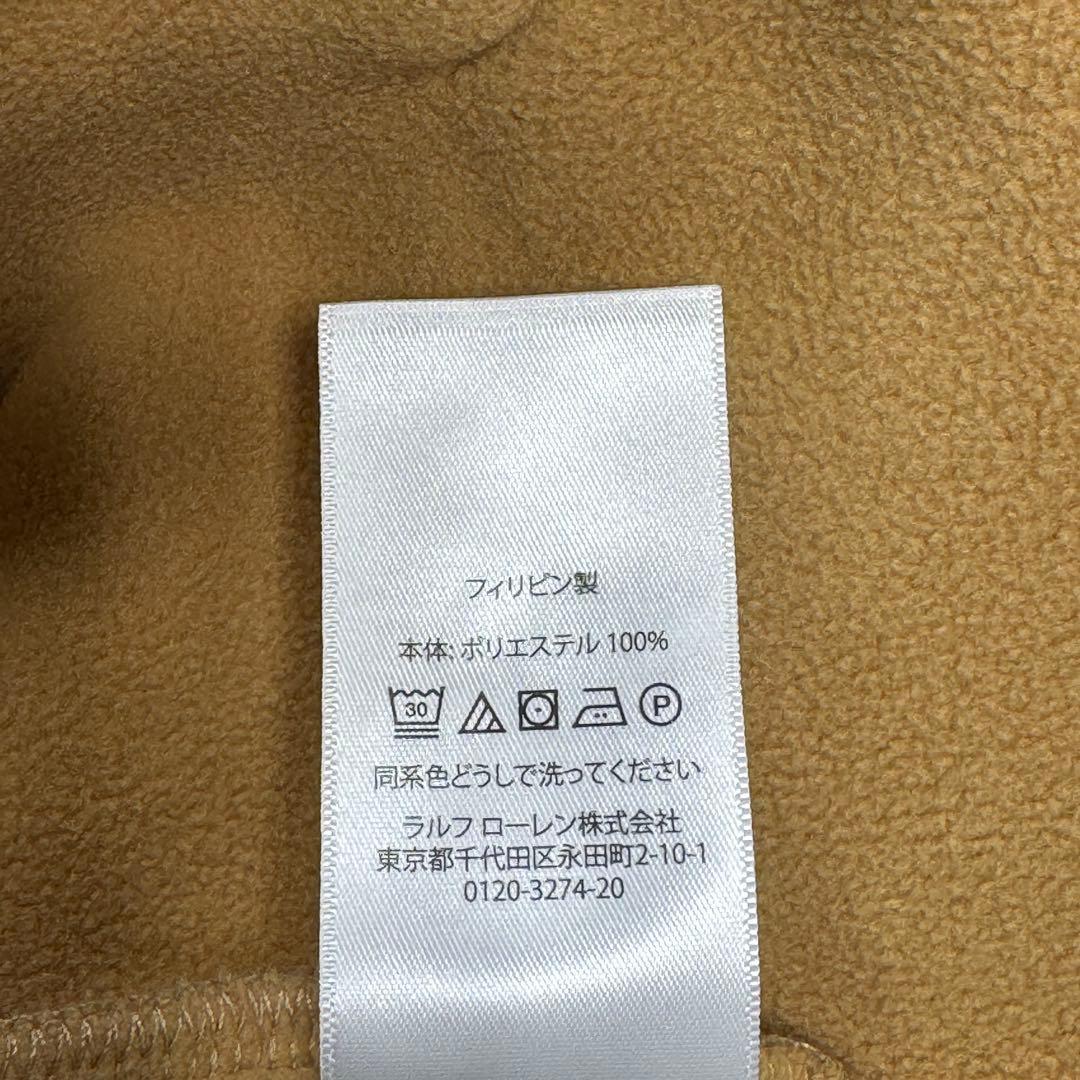 フィリピン製
本体: ポリエステル 100%
30 P
同系色どうしで洗ってください
ラルフ ローレン株式会社
東京都千代田区永田町2-10-1
0120-3274-20